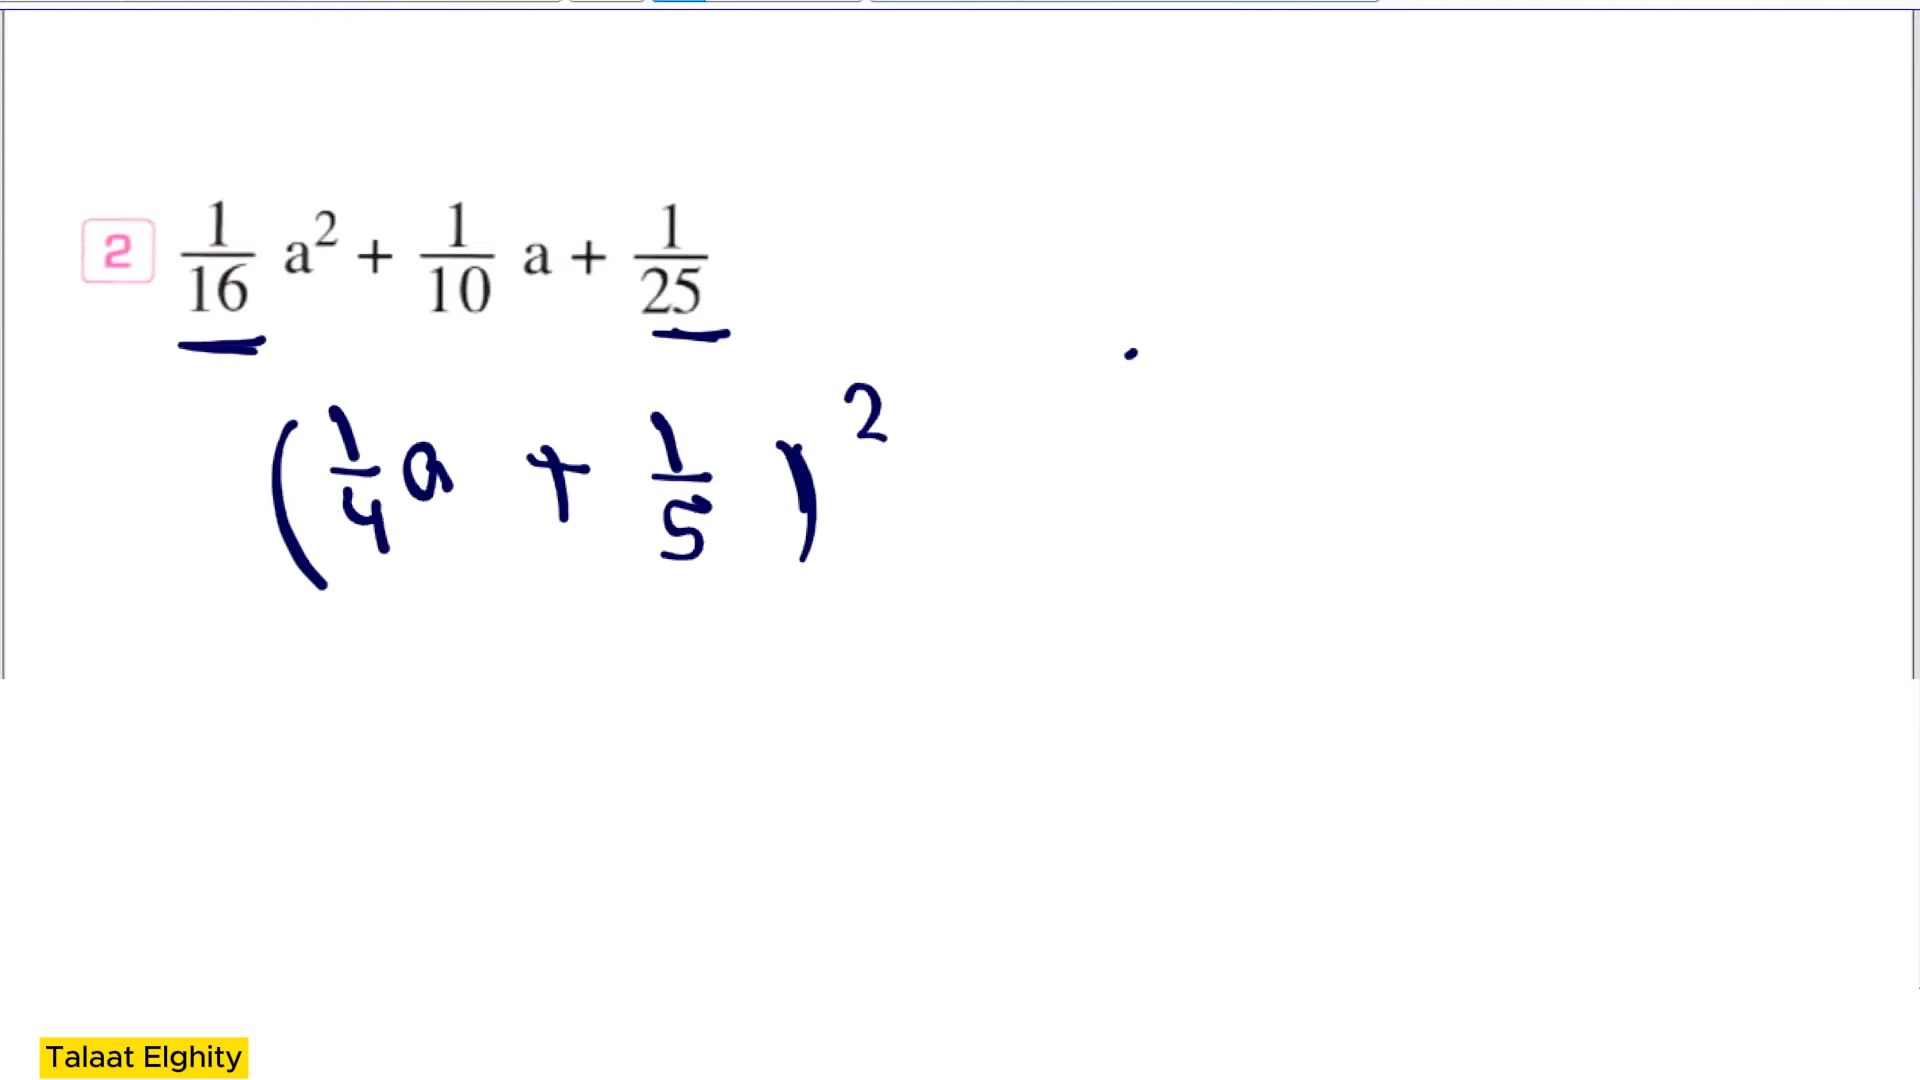 2 1/16 a² + 1/10 a + 1/25
(1/4 a + 1/5)²
Talaat Elghity